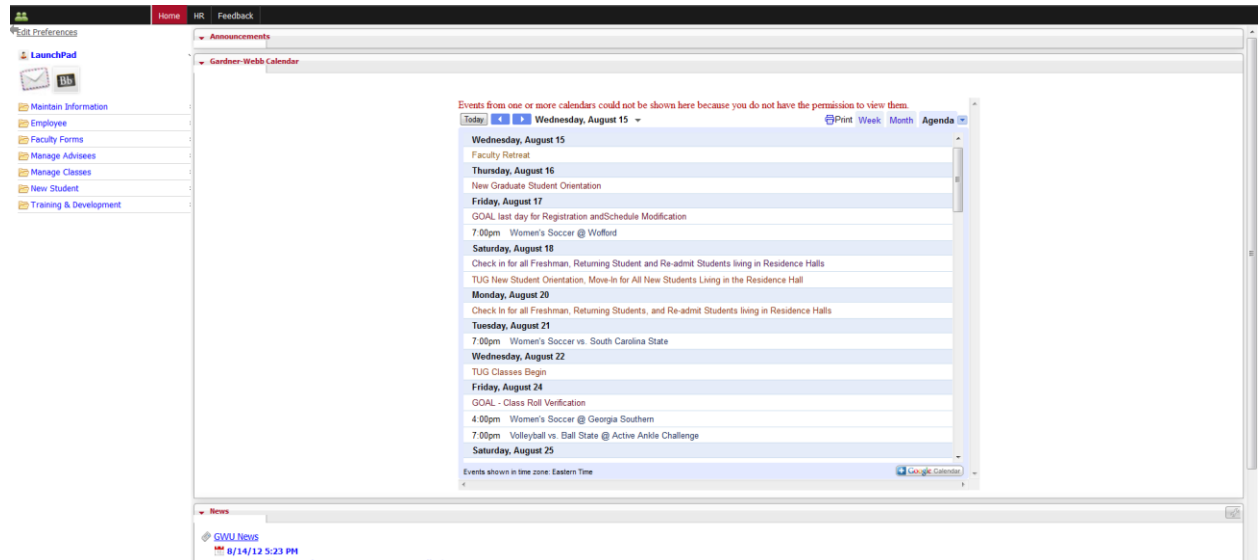 Home HR Feedback
Edit Preferences
LaunchPad
Bb
Maintain Information
Employee
Faculty Forms
Manage Advisees
Manage Classes
New Student
Training & Development
Announcements
Gardner-Webb Calendar
Events from one or more calendars could not be shown here because you do not have the permission to view them.
Today Wednesday, August 15 Print Week Month Agenda
Wednesday, August 15
Faculty Retreat
Thursday, August 16
New Graduate Student Orientation
Friday, August 17
GOAL last day for Registration andSchedule Modification
7:00pm Women's Soccer @ Wofford
Saturday, August 18
Check in for all Freshman, Returning Student and Re-admit Students living in Residence Halls
TUG New Student Orientation, Move-In for All New Students Living in the Residence Hall
Monday, August 20
Check In for all Freshman, Returning Students, and Re-admit Students living in Residence Halls
Tuesday, August 21
7:00pm Women's Soccer vs. South Carolina State
Wednesday, August 22
TUG Classes Begin
Friday, August 24
GOAL - Class Roll Verification
4:00pm Women's Soccer @ Georgia Southern
7:00pm Volleyball vs. Ball State @ Active Ankle Challenge
Saturday, August 25
Events shown in time zone: Eastern Time Google Calendar
News
GWU News
8/14/12 5:23 PM